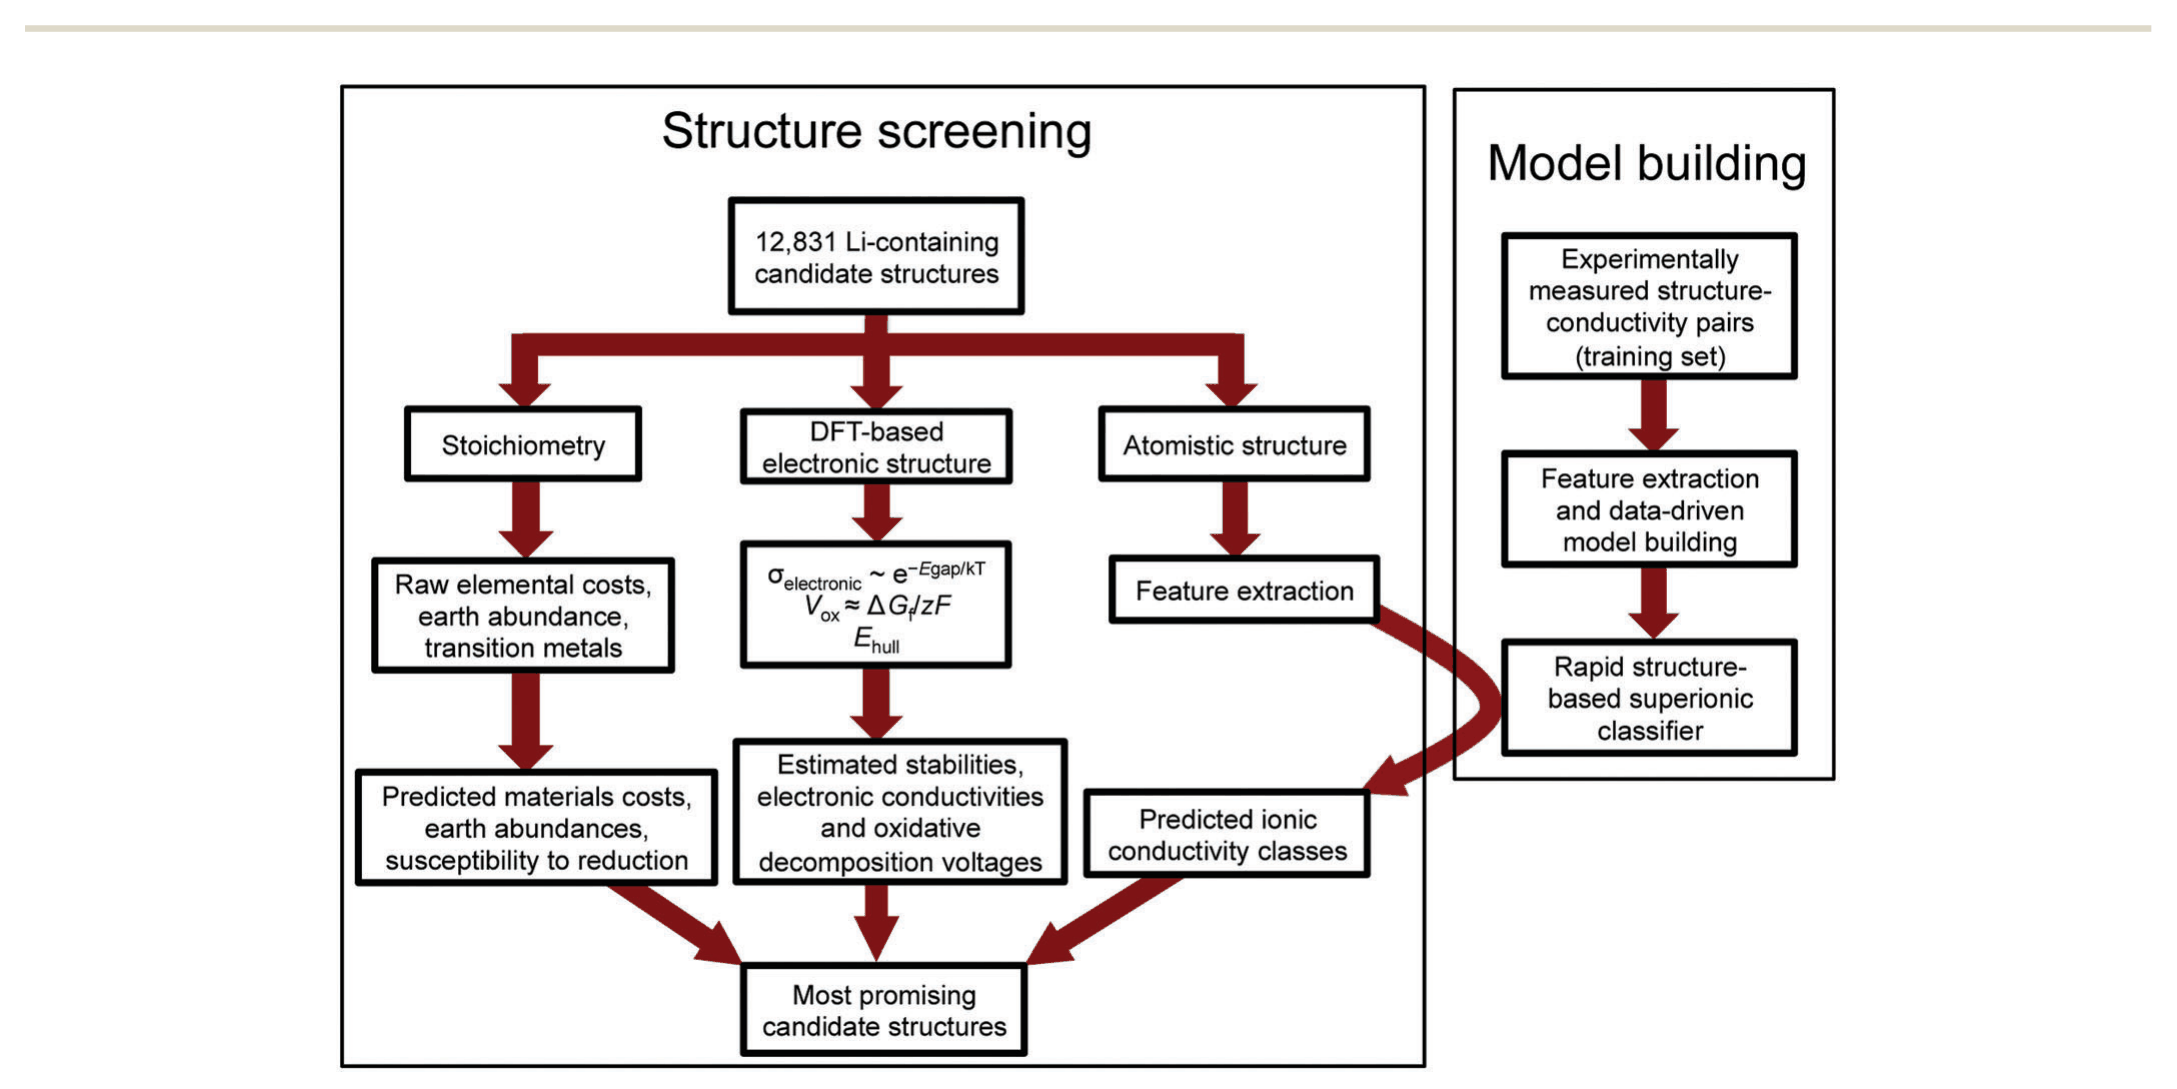 Structure screening
12,831 Li-containing
candidate structures
Stoichiometry
DFT-based
electronic structure
Atomistic structure
Raw elemental costs,
earth abundance,
transition metals
σelectronic ~ e−Egap/kT
Vox ≈ ΔGf/zF
Ehull
Feature extraction
Predicted materials costs,
earth abundances,
susceptibility to reduction
Estimated stabilities,
electronic conductivities
and oxidative
decomposition voltages
Predicted ionic
conductivity classes
Most promising
candidate structures
Model building
Experimentally
measured structure-
conductivity pairs
(training set)
Feature extraction
and data-driven
model building
Rapid structure-
based superionic
classifier